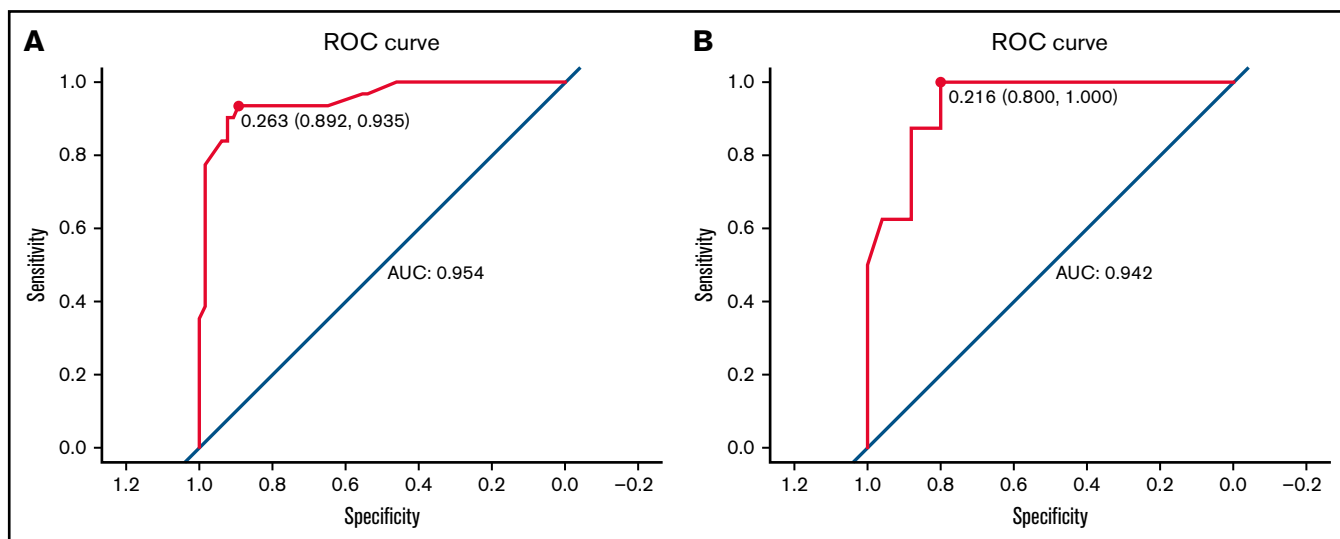 A
ROC curve
1.0
0.8
0.6
0.4
0.2
0.0
Sensitivity
0.263 (0.892, 0.935)
AUC: 0.954
1.2 1.0 0.8 0.6 0.4 0.2 0.0 −0.2
Specificity
B
ROC curve
1.0
0.8
0.6
0.4
0.2
0.0
Sensitivity
0.216 (0.800, 1.000)
AUC: 0.942
1.2 1.0 0.8 0.6 0.4 0.2 0.0 −0.2
Specificity